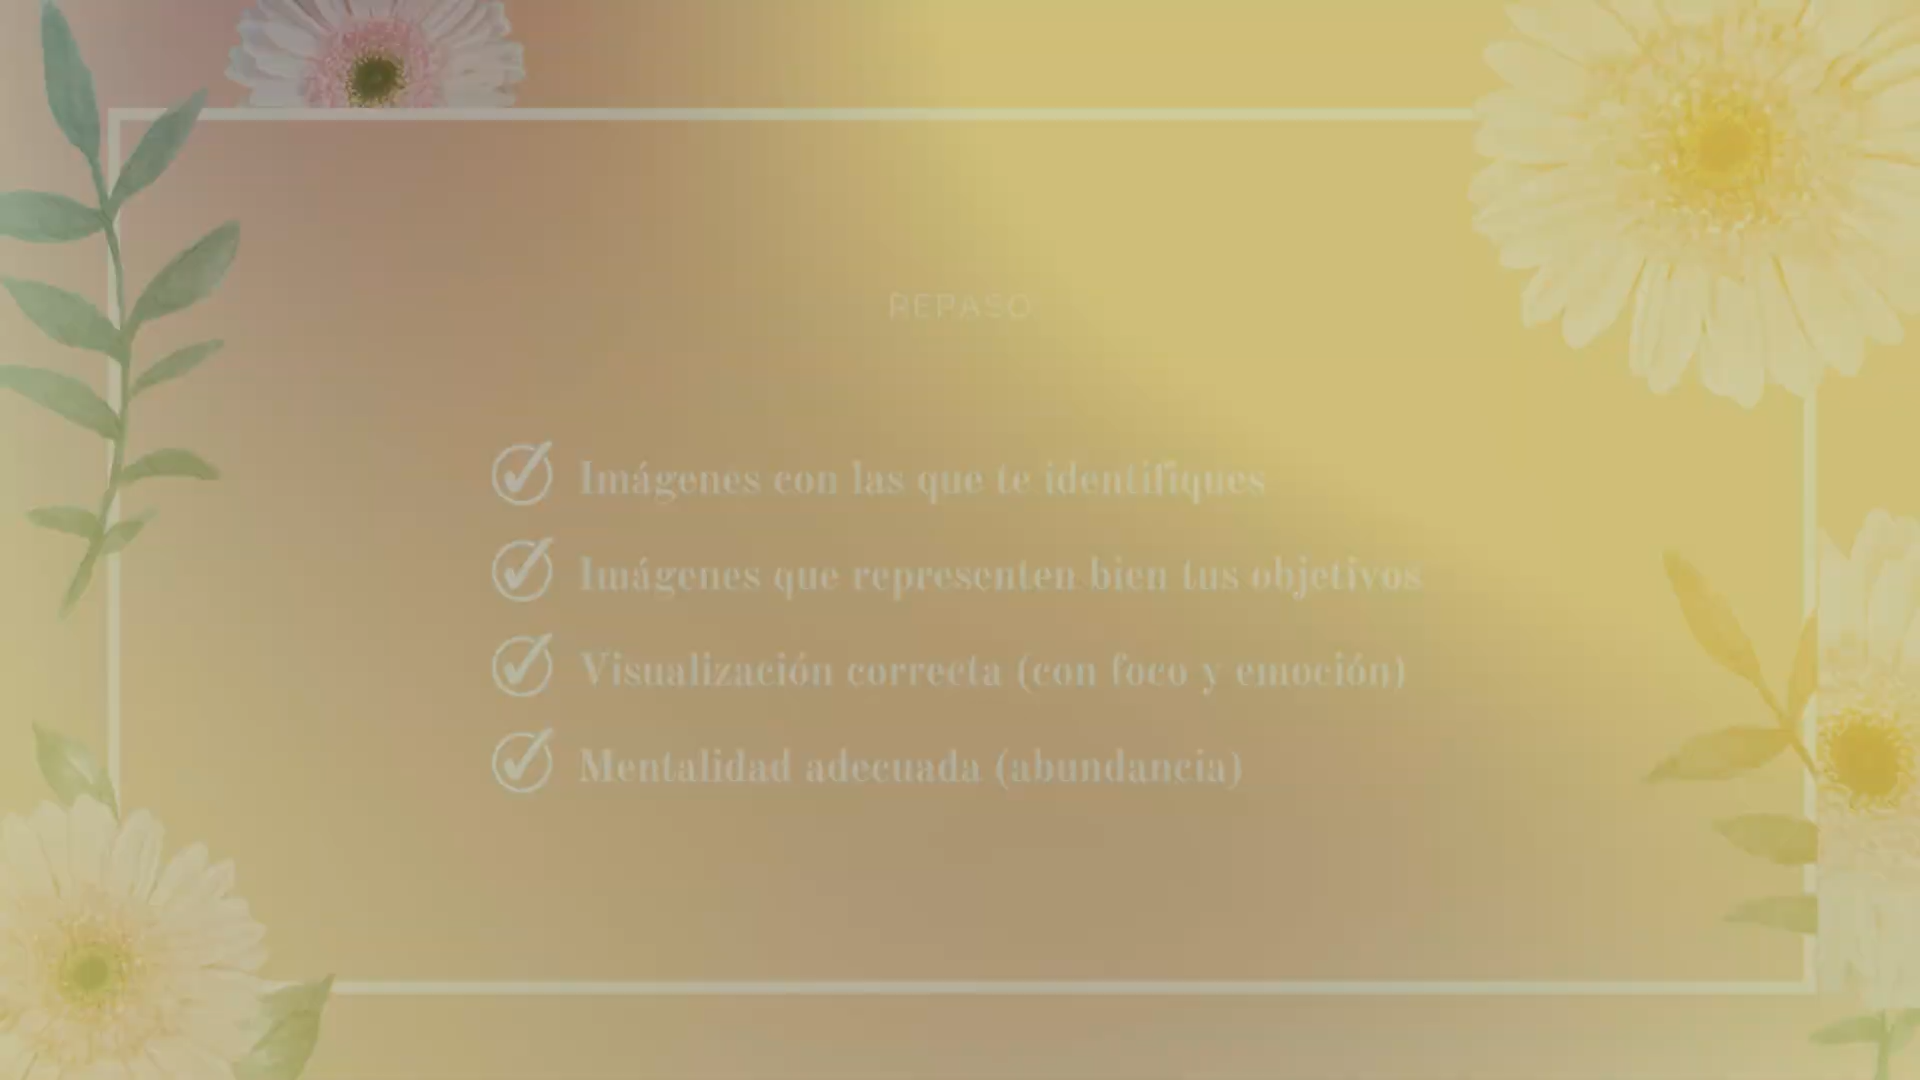 REPASO
Imágenes con las que te identifiques
Imágenes que representen bien tus objetivos
Visualización correcta (con foco y emoción)
Mentalidad adecuada (abundancia)